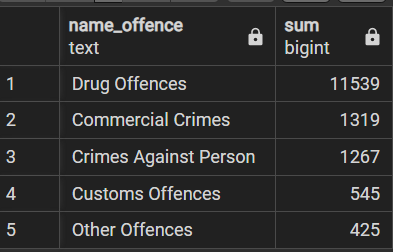 name_offence sum
text bigint
1 Drug Offences 11539
2 Commercial Crimes 1319
3 Crimes Against Person 1267
4 Customs Offences 545
5 Other Offences 425